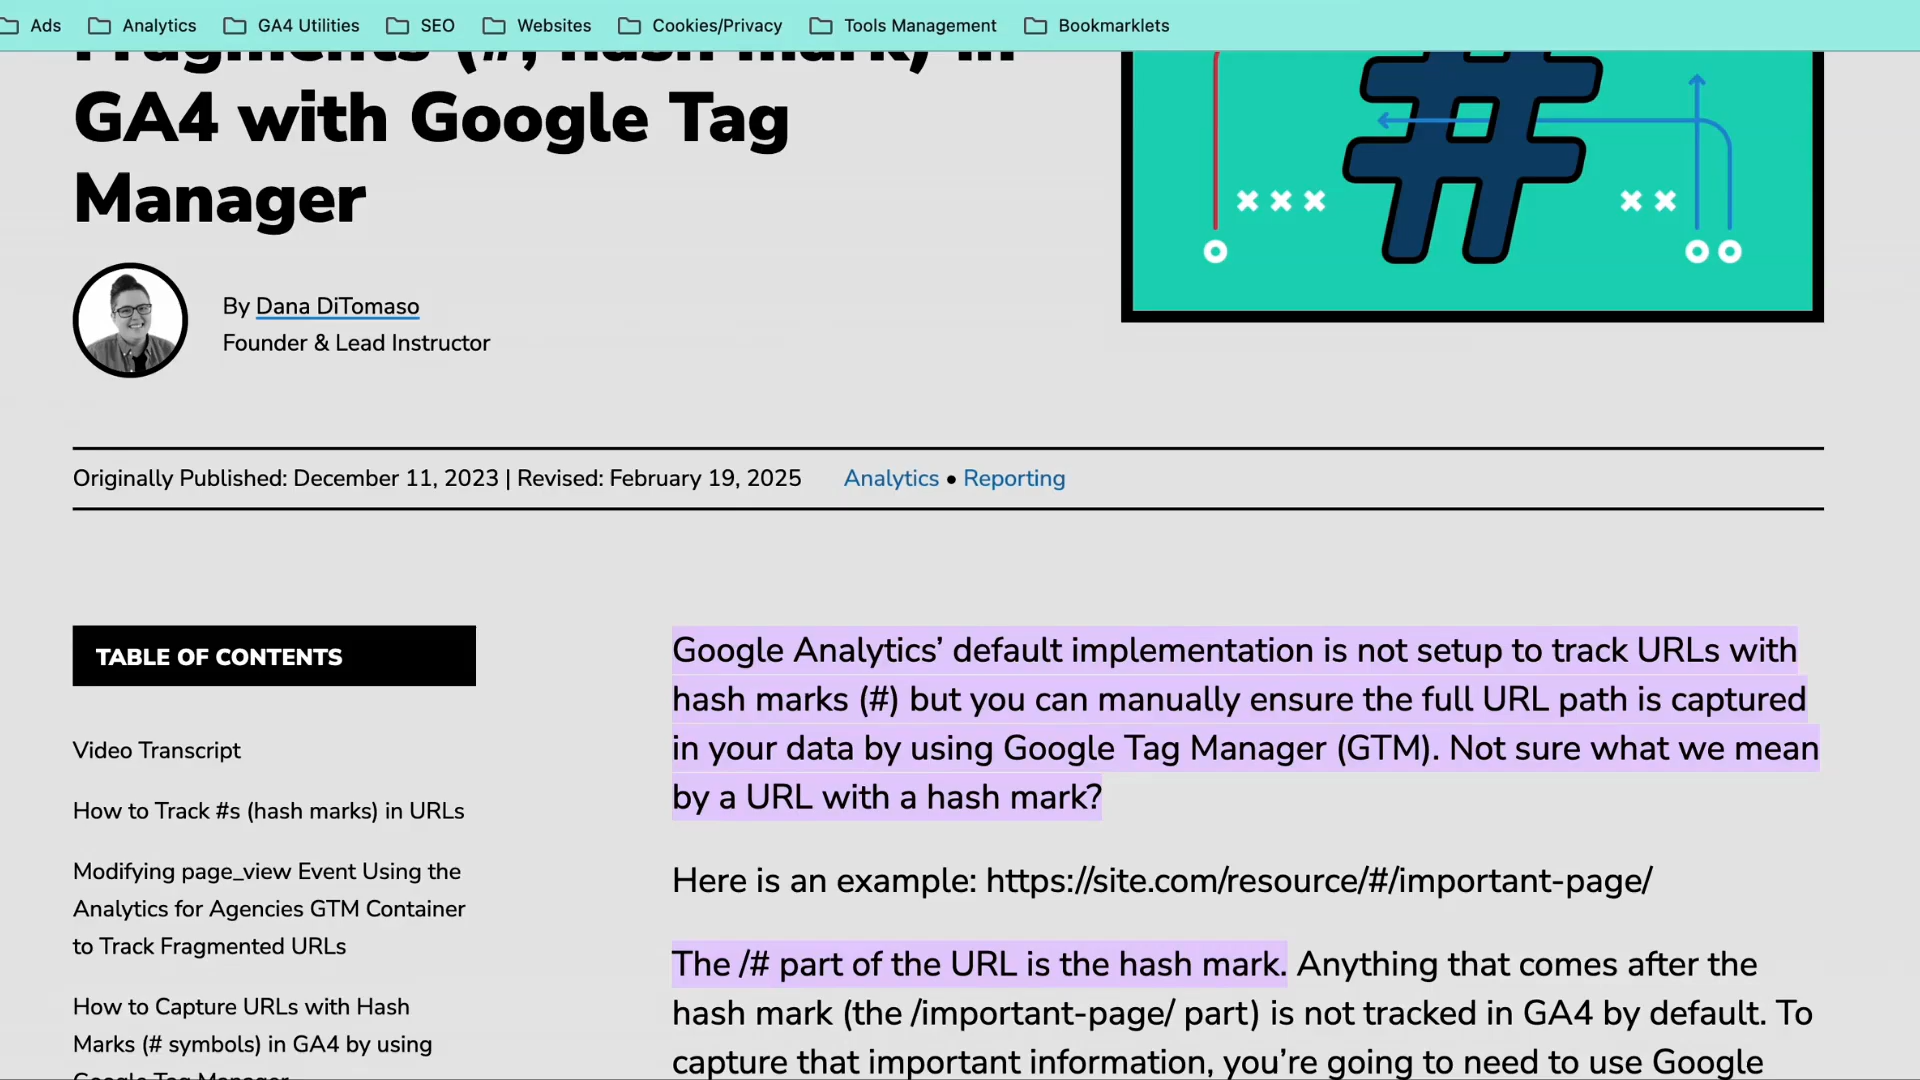 Ads Analytics GA4 Utilities SEO Websites Cookies/Privacy Tools Management Bookmarklets
Fragments (#, hash mark) in
GA4 with Google Tag
Manager
By Dana DiTomaso
Founder & Lead Instructor
Originally Published: December 11, 2023 | Revised: February 19, 2025 Analytics • Reporting
TABLE OF CONTENTS
Video Transcript
How to Track #s (hash marks) in URLs
Modifying page_view Event Using the
Analytics for Agencies GTM Container
to Track Fragmented URLs
How to Capture URLs with Hash
Marks (# symbols) in GA4 by using
Google Tag Manager
Google Analytics’ default implementation is not setup to track URLs with
hash marks (#) but you can manually ensure the full URL path is captured
in your data by using Google Tag Manager (GTM). Not sure what we mean
by a URL with a hash mark?
Here is an example: https://site.com/resource/#/important-page/
The /# part of the URL is the hash mark. Anything that comes after the
hash mark (the /important-page/ part) is not tracked in GA4 by default. To
capture that important information, you’re going to need to use Google